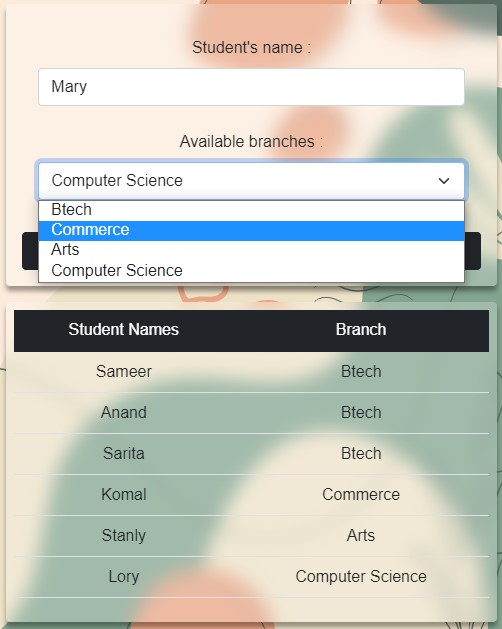 Student's name :
Mary
Available branches :
Computer Science
Btech
Commerce
Arts
Computer Science
Student Names Branch
Sameer Btech
Anand Btech
Sarita Btech
Komal Commerce
Stanly Arts
Lory Computer Science